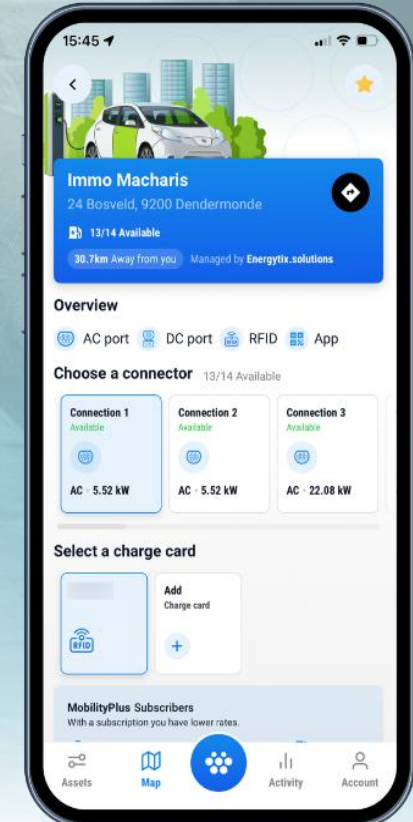 15:45
Immo Macharis
24 Bosveld, 9200 Dendermonde
13/14 Available
30.7km Away from you Managed by Energytix.solutions
Overview
AC port DC port RFID App
Choose a connector 13/14 Available
Connection 1 Connection 2 Connection 3
Available Available Available
AC · 5.52 kW AC · 5.52 kW AC · 22.08 kW
Select a charge card
Add
Charge card
RFID
+
MobilityPlus Subscribers
With a subscription you have lower rates.
Assets Map Activity Account